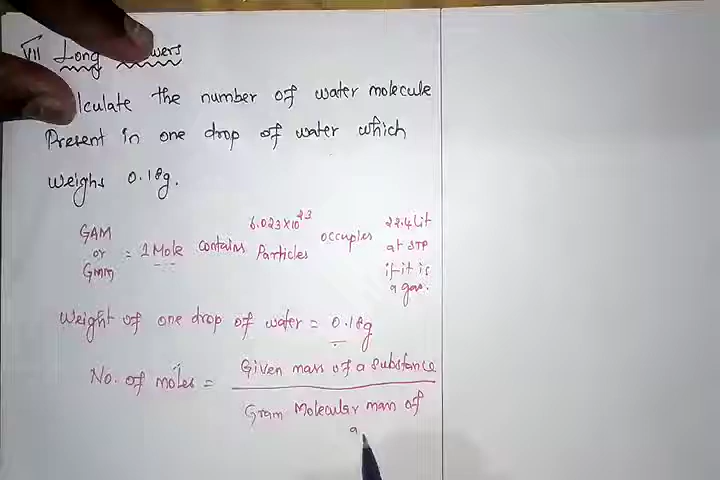 VII Long
lculate the number of water molecule
Present in one drop of water which
weighs 0.18g.
GAM or GMM = 1 Mole contains 6.023×10²³ Particles occupies 22.4 lit at STP if it is a gas.
Weight of one drop of water = 0.18g
No. of moles = Given mass of a substance
Gram Molecular mass of
a